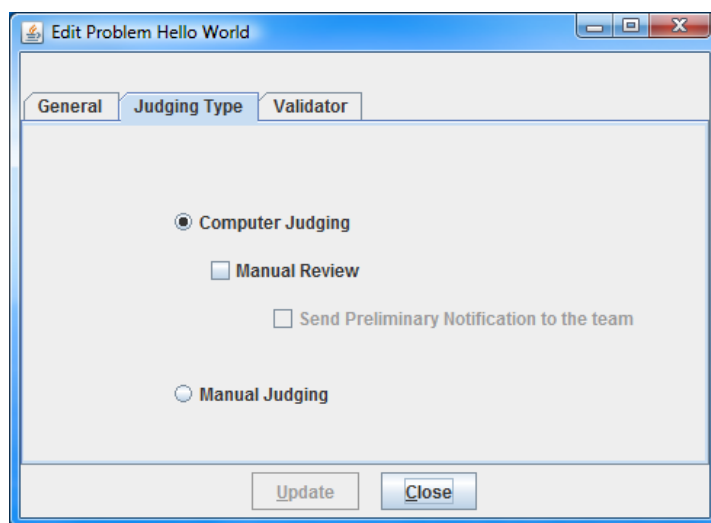 Edit Problem Hello World
General Judging Type Validator
Computer Judging
Manual Review
Send Preliminary Notification to the team
Manual Judging
Update Close